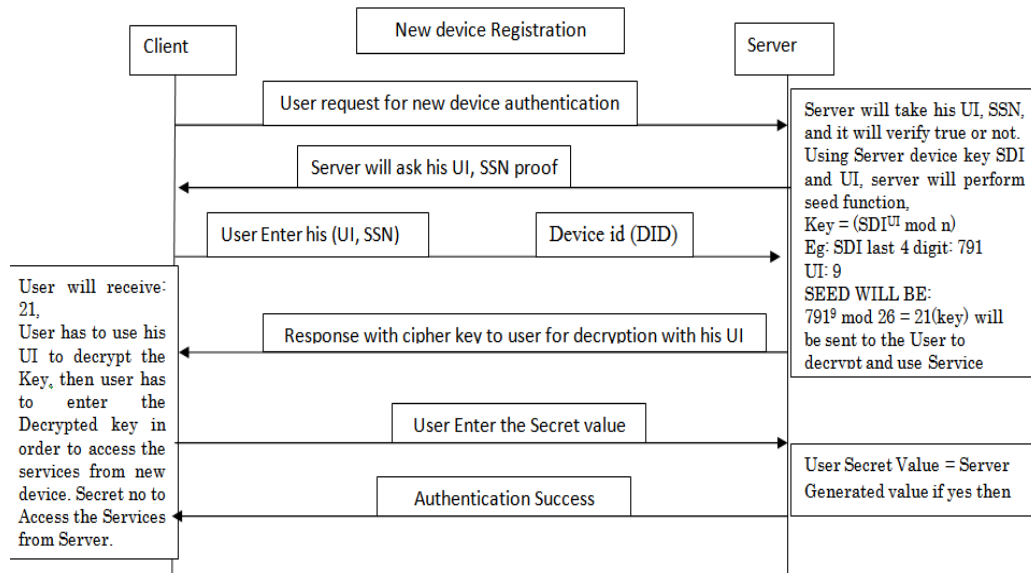 New device Registration
Client
Server
User request for new device authentication
Server will take his UI, SSN,
and it will verify true or not.
Using Server device key SDI
and UI, server will perform
seed function,
Key = (SDI^UI mod n)
Eg: SDI last 4 digit: 791
UI: 9
SEED WILL BE:
791⁹ mod 26 = 21(key) will
be sent to the User to
decrypt and use Service
Server will ask his UI, SSN proof
User Enter his (UI, SSN)
Device id (DID)
User will receive:
21,
User has to use his
UI to decrypt the
Key, then user has
to enter the
Decrypted key in
order to access the
services from new
device. Secret no to
Access the Services
from Server.
Response with cipher key to user for decryption with his UI
User Enter the Secret value
User Secret Value = Server
Generated value if yes then
Authentication Success